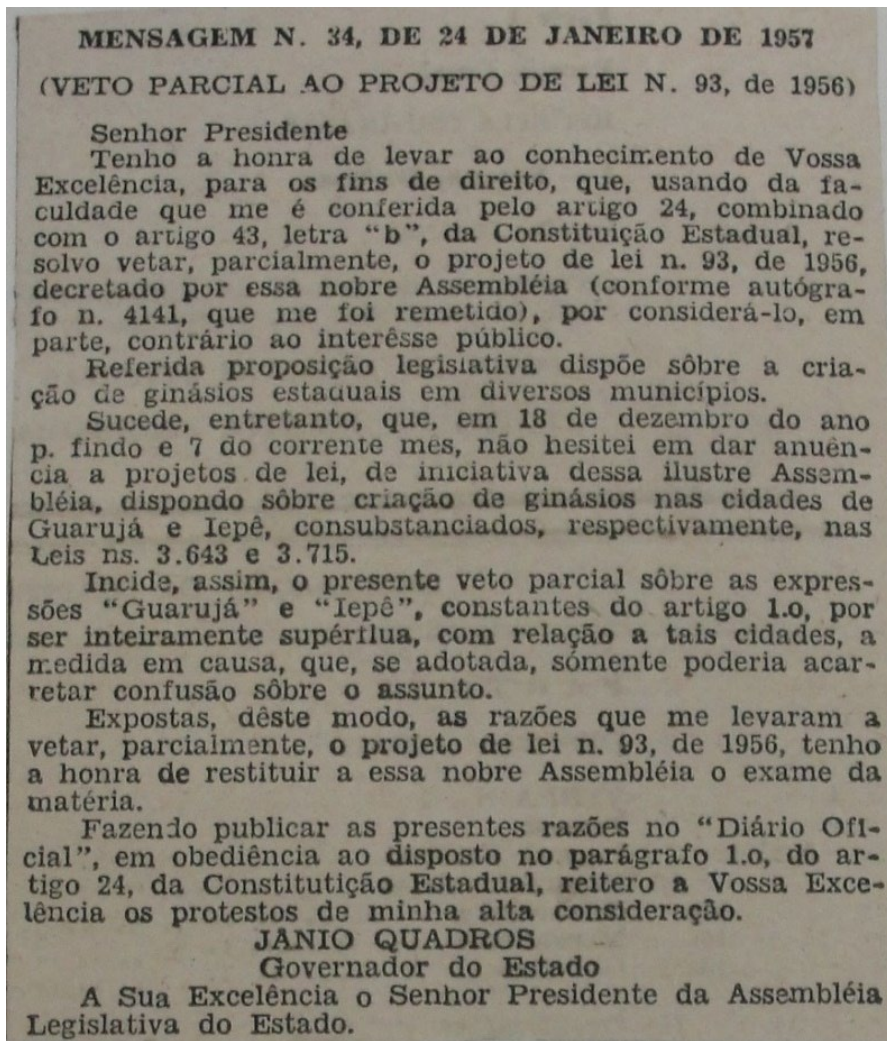 MENSAGEM N. 34, DE 24 DE JANEIRO DE 1957
(VETO PARCIAL AO PROJETO DE LEI N. 93, de 1956)
Senhor Presidente
Tenho a honra de levar ao conhecimento de Vossa
Excelência, para os fins de direito, que, usando da fa-
culdade que me é conferida pelo artigo 24, combinado
com o artigo 43, letra “b”, da Constituição Estadual, re-
solvo vetar, parcialmente, o projeto de lei n. 93, de 1956,
decretado por essa nobre Assembléia (conforme autógra-
fo n. 4141, que me foi remetido), por considerá-lo, em
parte, contrário ao interêsse público.
Referida proposição legislativa dispõe sôbre a cria-
ção de ginásios estaduais em diversos municípios.
Sucede, entretanto, que, em 18 de dezembro do ano
p. findo e 7 do corrente mes, não hesitei em dar anuên-
cia a projetos de lei, de iniciativa dessa ilustre Assem-
bléia, dispondo sôbre criação de ginásios nas cidades de
Guarujá e Iepê, consubstanciados, respectivamente, nas
Leis ns. 3.643 e 3.715.
Incide, assim, o presente veto parcial sôbre as expres-
sões “Guarujá” e “Iepê”, constantes do artigo 1.o, por
ser inteiramente supérflua, com relação a tais cidades, a
medida em causa, que, se adotada, sómente poderia acar-
retar confusão sôbre o assunto.
Expostas, dêste modo, as razões que me levaram a
vetar, parcialmente, o projeto de lei n. 93, de 1956, tenho
a honra de restituir a essa nobre Assembléia o exame da
matéria.
Fazendo publicar as presentes razões no “Diário Ofi-
cial”, em obediência ao disposto no parágrafo 1.o, do ar-
tigo 24, da Constitutição Estadual, reitero a Vossa Exce-
lência os protestos de minha alta consideração.
JANIO QUADROS
Governador do Estado
A Sua Excelência o Senhor Presidente da Assembléia
Legislativa do Estado.